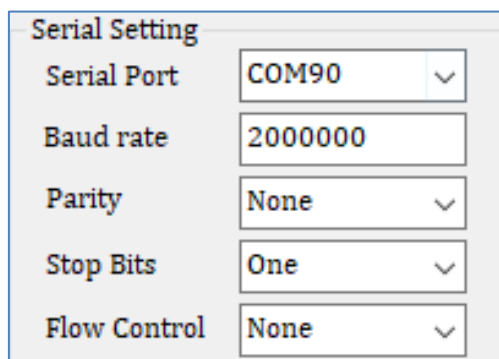 Serial Setting
Serial Port COM90
Baud rate 2000000
Parity None
Stop Bits One
Flow Control None